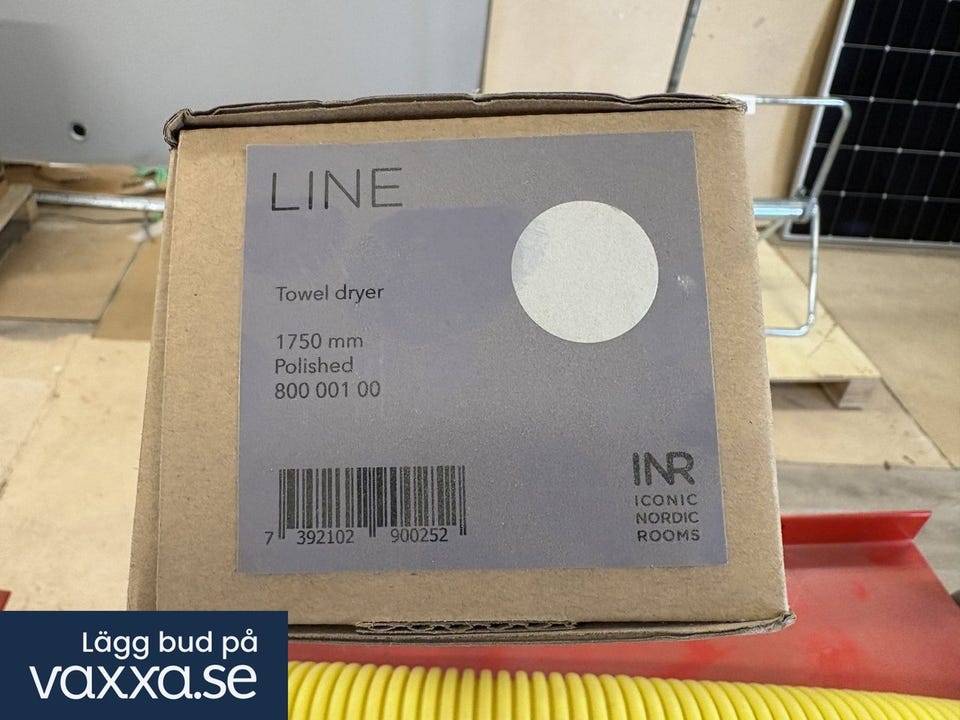 LINE
Towel dryer
1750 mm
Polished
800 001 00
7 392102 900252
INR
ICONIC
NORDIC
ROOMS
Lägg bud på
vaxxa.se